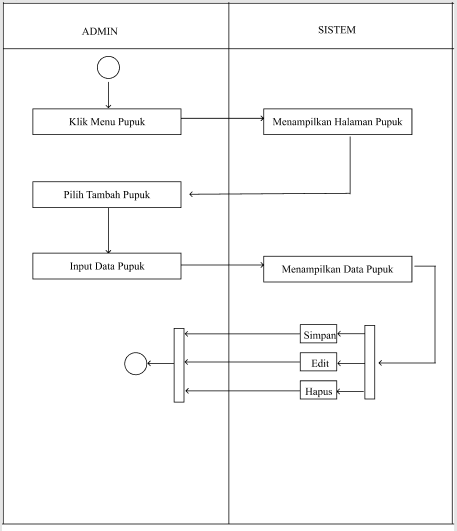 ADMIN
SISTEM
Klik Menu Pupuk
Menampilkan Halaman Pupuk
Pilih Tambah Pupuk
Input Data Pupuk
Menampilkan Data Pupuk
Simpan
Edit
Hapus